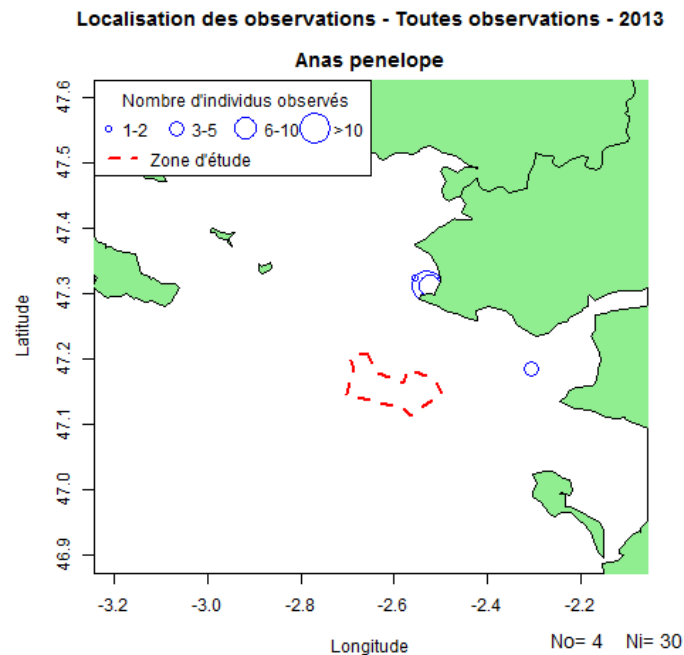 Localisation des observations - Toutes observations - 2013
Anas penelope
Nombre d'individus observés
1-2 3-5 6-10 >10
Zone d'étude
47.6
47.5
47.4
47.3
47.2
47.1
47.0
46.9
Latitude
-3.2 -3.0 -2.8 -2.6 -2.4 -2.2
Longitude
No= 4 Ni= 30